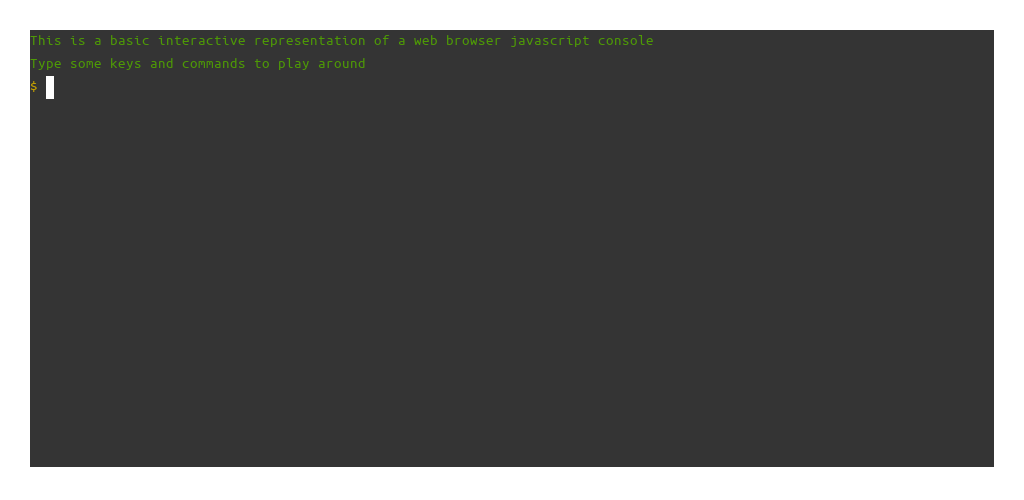 This is a basic interactive representation of a web browser javascript console
Type some keys and commands to play around
$